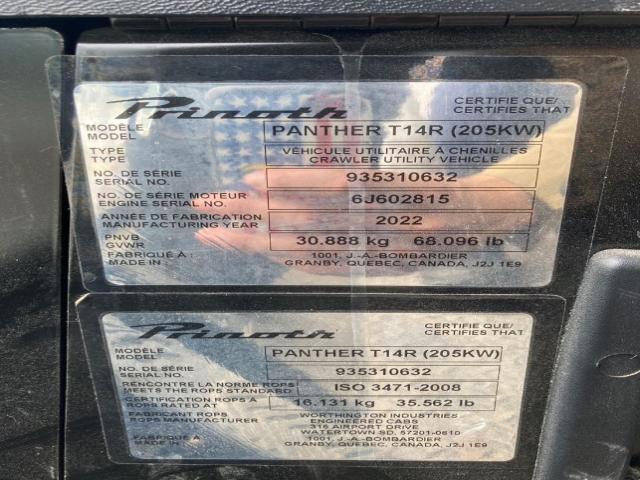 Prinoth
CERTIFIE QUE/
CERTIFIES THAT
MODÈLE
MODEL
PANTHER T14R (205KW)
TYPE
TYPE
VÉHICULE UTILITAIRE À CHENILLES
CRAWLER UTILITY VEHICLE
NO. DE SÉRIE
SERIAL NO.
935310632
NO. DE SÉRIE MOTEUR
ENGINE SERIAL NO.
6J602815
ANNÉE DE FABRICATION
MANUFACTURING YEAR
2022
PNVB
GVWR
30.888 kg 68.096 lb
FABRIQUÉ À :
MADE IN :
1001, J.-A.-BOMBARDIER
GRANBY, QUEBEC, CANADA, J2J 1E9
Prinoth
CERTIFIE QUE/
CERTIFIES THAT
MODÈLE
MODEL
PANTHER T14R (205KW)
NO. DE SÉRIE
SERIAL NO.
935310632
RENCONTRE LA NORME ROPS
MEETS THE ROPS STANDARD
ISO 3471-2008
CERTIFICATION ROPS À
ROPS RATED AT
16.131 kg 35.562 lb
FABRICANT ROPS
ROPS MANUFACTURER
WORTHINGTON INDUSTRIES
ENGINEERED CABS
316 AIRPORT DRIVE
WATERTOWN SD, 57201-0610
FABRIQUÉ À :
MADE IN :
1001, J.-A.-BOMBARDIER
GRANBY, QUEBEC, CANADA, J2J 1E9